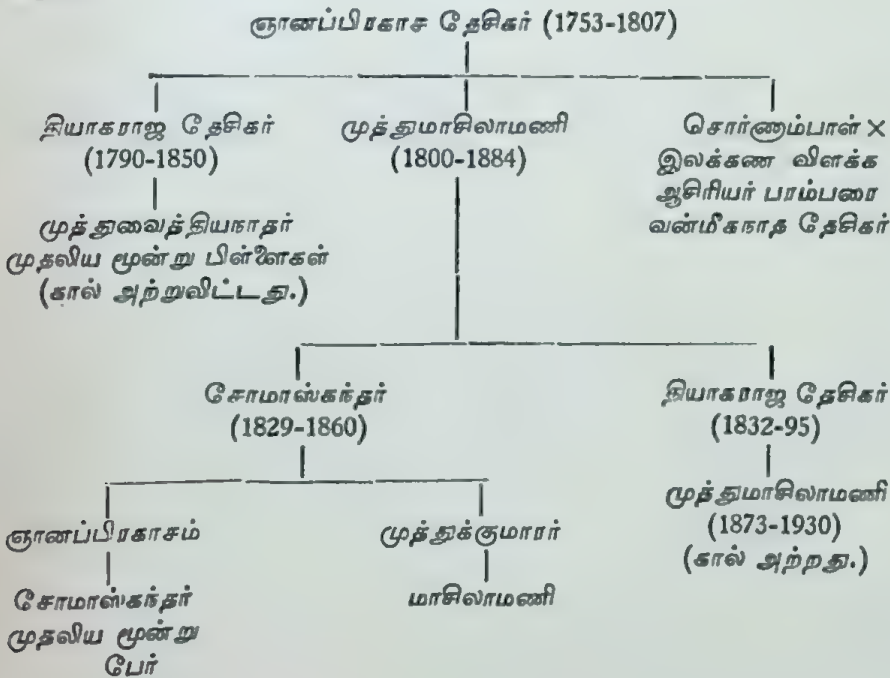 ஞானப்பிரகாச தேசிகர் (1753-1807)
தியாகராஜ தேசிகர்
(1790-1850)
முத்துவைத்தியநாதர்
முதலிய மூன்று பிள்ளைகள்
(கால் அற்றுவிட்டது.)
முத்துமாசிலாமணி
(1800-1884)
சொர்ணாம்பாள் X
இலக்கண விளக்க
ஆசிரியர் பரம்பரை
வன்மீகநாத தேசிகர்
சோமாஸ்கந்தர்
(1829-1860)
தியாகராஜ தேசிகர்
(1832-95)
ஞானப்பிரகாசம்
சோமாஸ்கந்தர்
முதலிய மூன்று
பேர்
முத்துக்குமாரர்
மாசிலாமணி
முத்துமாசிலாமணி
(1873-1930)
(கால் அற்றது.)